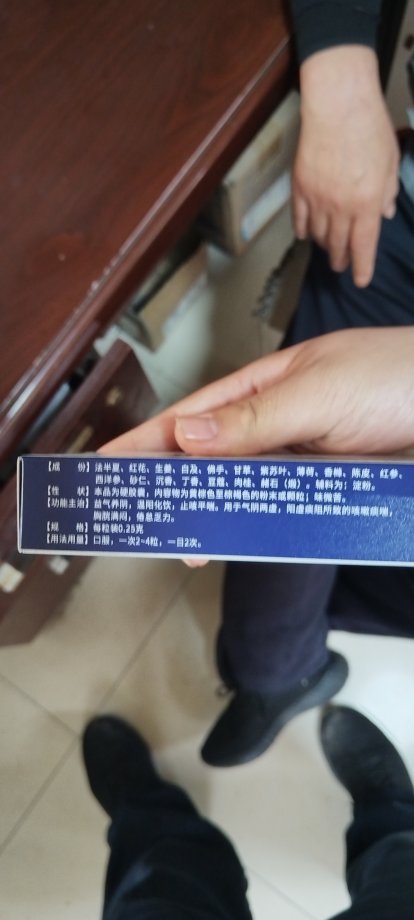 【成　份】法半夏、红花、生姜、白及、佛手、甘草、紫苏叶、薄荷、香橼、陈皮、红参、
西洋参、砂仁、沉香、丁香、豆蔻、肉桂、赭石（煅）。辅料为：淀粉。
【性　状】本品为硬胶囊，内容物为黄棕色至棕褐色的粉末或颗粒；味微苦。
【功能主治】益气养阴，温阳化饮，止咳平喘。用于气阴两虚，阳虚痰阻所致的咳嗽痰喘，
胸脘满闷，倦怠乏力。
【规　格】每粒装0.25克
【用法用量】口服，一次2~4粒，一日2次。